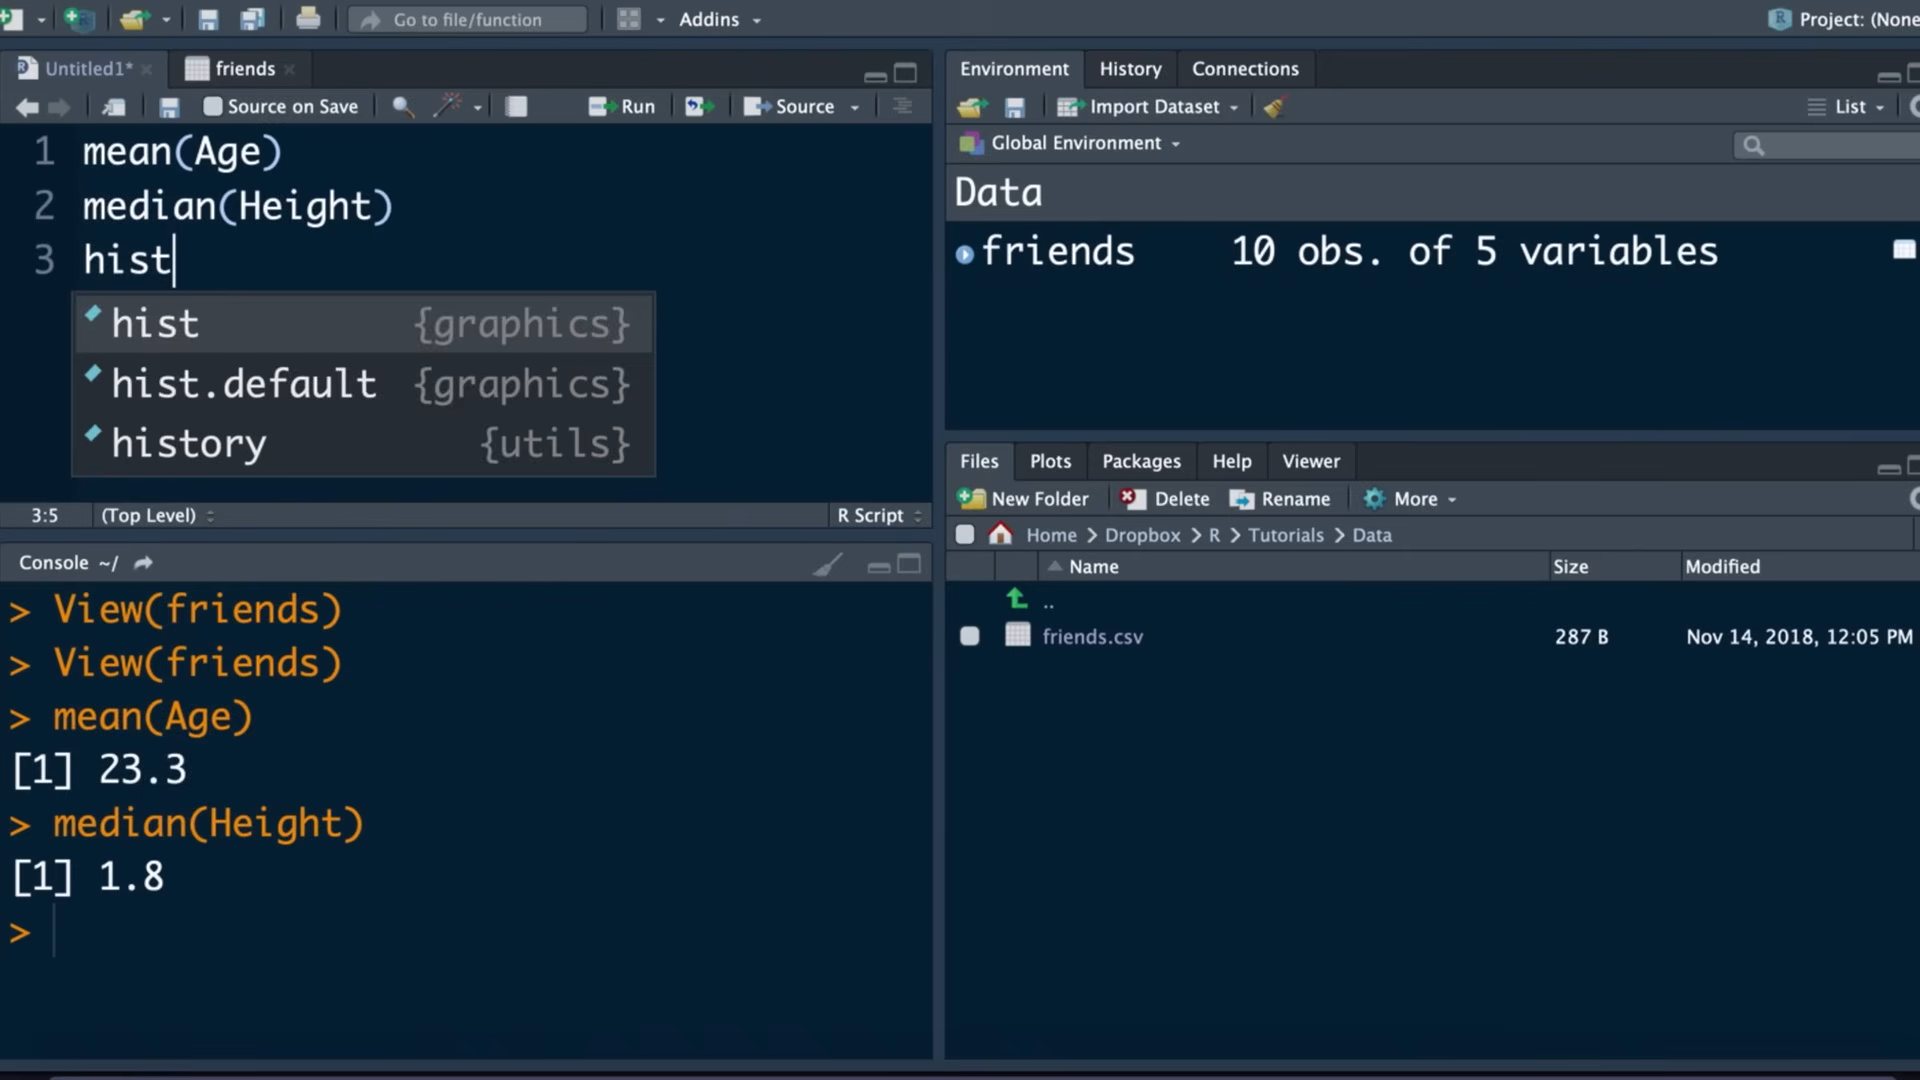 Go to file/function Addins Project: (None
Untitled1* friends
Source on Save Run Source
1 mean(Age)
2 median(Height)
3 hist
hist {graphics}
hist.default {graphics}
history {utils}
3:5 (Top Level) R Script
Console ~/
> View(friends)
> View(friends)
> mean(Age)
[1] 23.3
> median(Height)
[1] 1.8
>
Environment History Connections
Import Dataset List
Global Environment
Data
friends 10 obs. of 5 variables
Files Plots Packages Help Viewer
New Folder Delete Rename More
Home > Dropbox > R > Tutorials > Data
Name Size Modified
..
friends.csv 287 B Nov 14, 2018, 12:05 PM